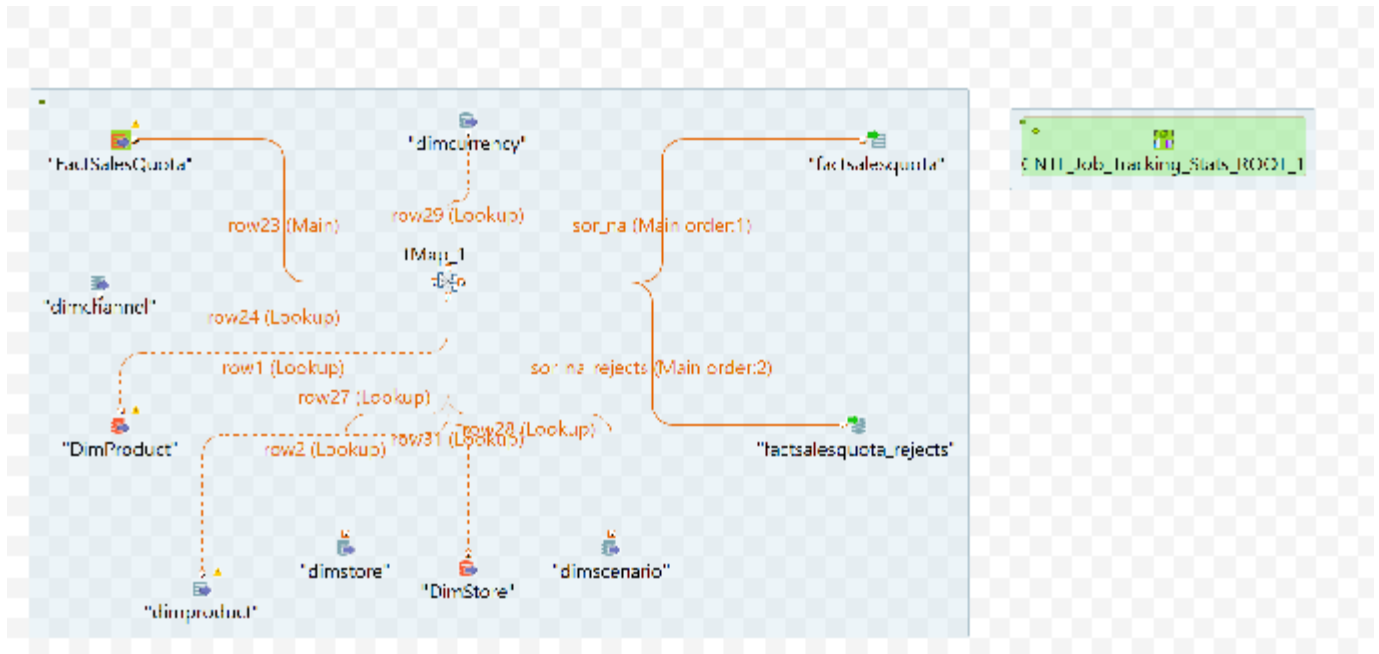 "FactSalesQuota"
"dimcurrency"
"factsalesquota"
row23 (Main)
row29 (Lookup)
sor_na (Main order:1)
tMap_1
"dimchannel"
row24 (Lookup)
row1 (Lookup)
sor_na_rejects (Main order:2)
row27 (Lookup)
row28 (Lookup)
row31 (Lookup)
row2 (Lookup)
"DimProduct"
"factsalesquota_rejects"
"dimstore"
"DimStore"
"dimscenario"
"dimproduct"
Job_Tracking_Stats_ROOT_1